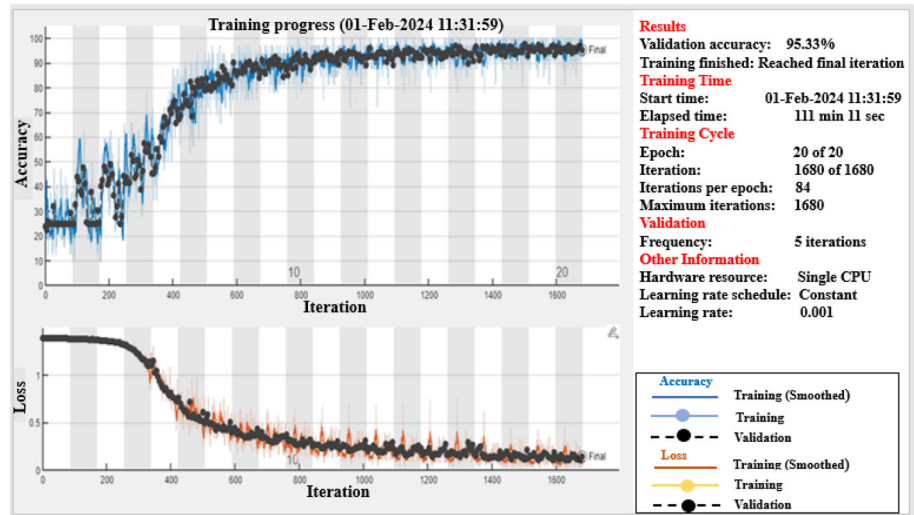 Training progress (01-Feb-2024 11:31:59)
Accuracy
100
90
80
70
60
50
40
30
20
10
0
10
20
Final
0 200 400 600 800 1000 1200 1400 1600
Iteration
Loss
1
0.5
0
10
Final
0 200 400 600 800 1000 1200 1400 1600
Iteration
Results
Validation accuracy: 95.33%
Training finished: Reached final iteration
Training Time
Start time: 01-Feb-2024 11:31:59
Elapsed time: 111 min 11 sec
Training Cycle
Epoch: 20 of 20
Iteration: 1680 of 1680
Iterations per epoch: 84
Maximum iterations: 1680
Validation
Frequency: 5 iterations
Other Information
Hardware resource: Single CPU
Learning rate schedule: Constant
Learning rate: 0.001
Accuracy
Training (Smoothed)
Training
Validation
Loss
Training (Smoothed)
Training
Validation